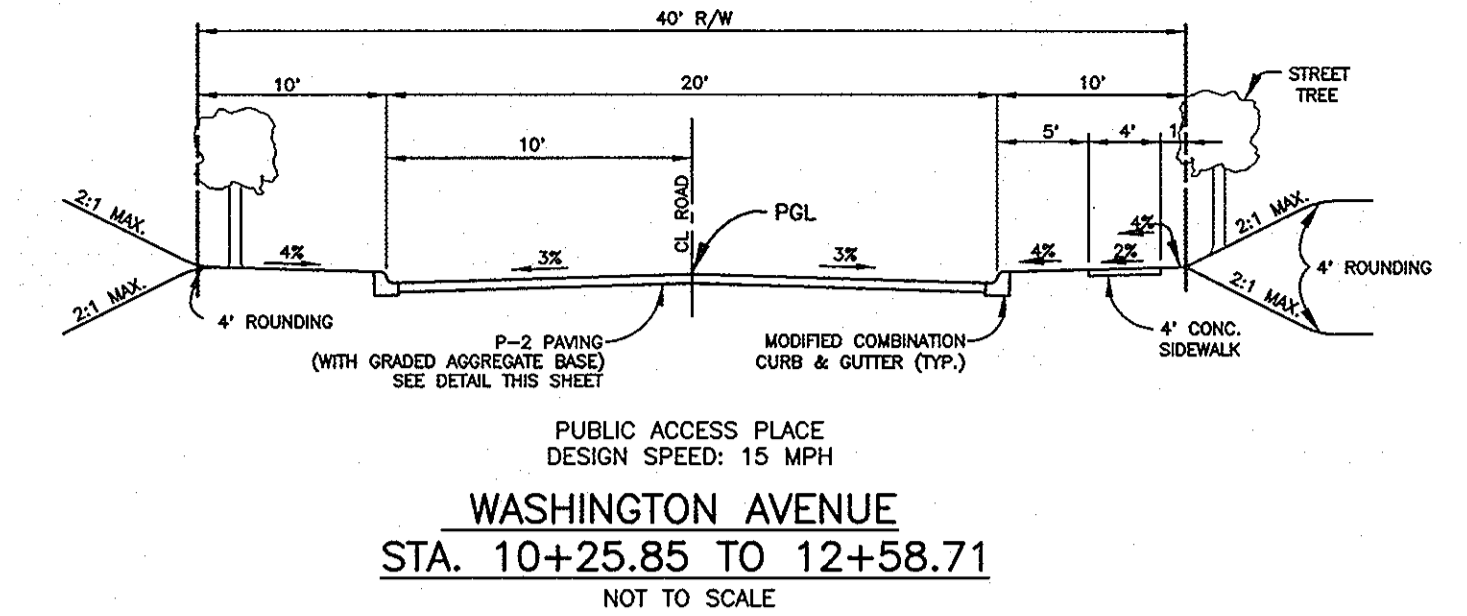 40' R/W
10'
20'
10'
STREET
TREE
10'
5'
4'
1'
CL ROAD
PGL
2:1 MAX.
2:1 MAX.
4%
3%
3%
4%
2%
4%
2:1 MAX.
2:1 MAX.
4' ROUNDING
4' ROUNDING
P-2 PAVING
(WITH GRADED AGGREGATE BASE)
SEE DETAIL THIS SHEET
MODIFIED COMBINATION
CURB & GUTTER (TYP.)
4' CONC.
SIDEWALK
PUBLIC ACCESS PLACE
DESIGN SPEED: 15 MPH
WASHINGTON AVENUE
STA. 10+25.85 TO 12+58.71
NOT TO SCALE